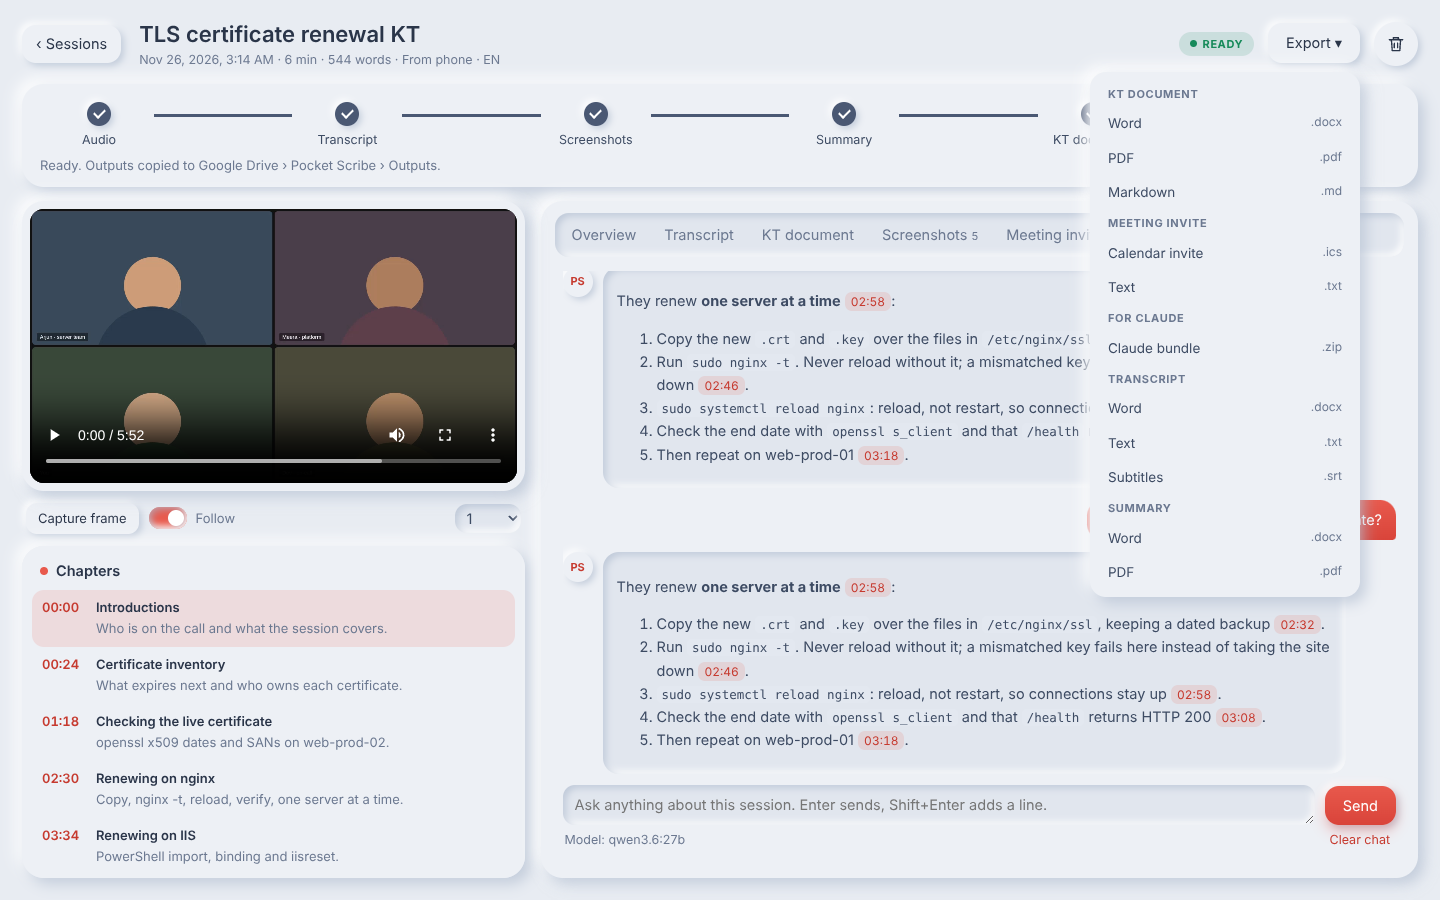 ‹ Sessions
TLS certificate renewal KT
Nov 26, 2026, 3:14 AM · 6 min · 544 words · From phone · EN
READY
Export ▾
Audio
Transcript
Screenshots
Summary
KT do
Ready. Outputs copied to Google Drive › Pocket Scribe › Outputs.
KT DOCUMENT
Word .docx
PDF .pdf
Markdown .md
MEETING INVITE
Calendar invite .ics
Text .txt
FOR CLAUDE
Claude bundle .zip
TRANSCRIPT
Word .docx
Text .txt
Subtitles .srt
SUMMARY
Word .docx
PDF .pdf
Arjun · server team
Meera · platform
0:00 / 5:52
Capture frame
Follow
1
Chapters
00:00 Introductions
Who is on the call and what the session covers.
00:24 Certificate inventory
What expires next and who owns each certificate.
01:18 Checking the live certificate
openssl x509 dates and SANs on web-prod-02.
02:30 Renewing on nginx
Copy, nginx -t, reload, verify, one server at a time.
03:34 Renewing on IIS
PowerShell import, binding and iisreset.
Overview Transcript KT document Screenshots 5 Meeting invi
PS
They renew one server at a time 02:58:
1. Copy the new .crt and .key over the files in /etc/nginx/ssl
2. Run sudo nginx -t. Never reload without it; a mismatched key
down 02:46.
3. sudo systemctl reload nginx: reload, not restart, so connecti
4. Check the end date with openssl s_client and that /health
5. Then repeat on web-prod-01 03:18.
ate?
PS
They renew one server at a time 02:58:
1. Copy the new .crt and .key over the files in /etc/nginx/ssl, keeping a dated backup 02:32.
2. Run sudo nginx -t. Never reload without it; a mismatched key fails here instead of taking the site
down 02:46.
3. sudo systemctl reload nginx: reload, not restart, so connections stay up 02:58.
4. Check the end date with openssl s_client and that /health returns HTTP 200 03:08.
5. Then repeat on web-prod-01 03:18.
Ask anything about this session. Enter sends, Shift+Enter adds a line.
Send
Model: qwen3.6:27b
Clear chat